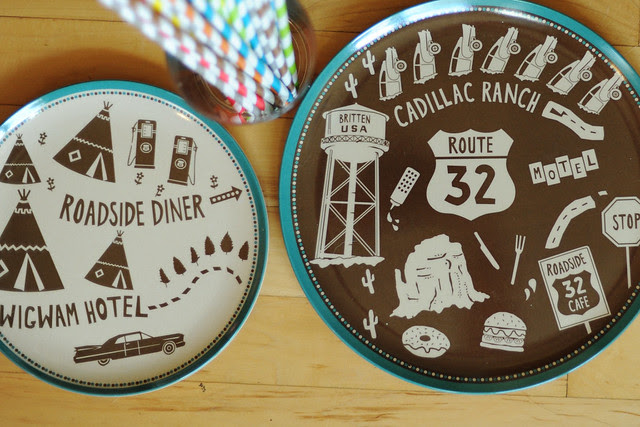 ROADSIDE DINER
WIGWAM HOTEL
CADILLAC RANCH
BRITTEN
USA
ROUTE
32
MOTEL
STOP
ROADSIDE
32
CAFE